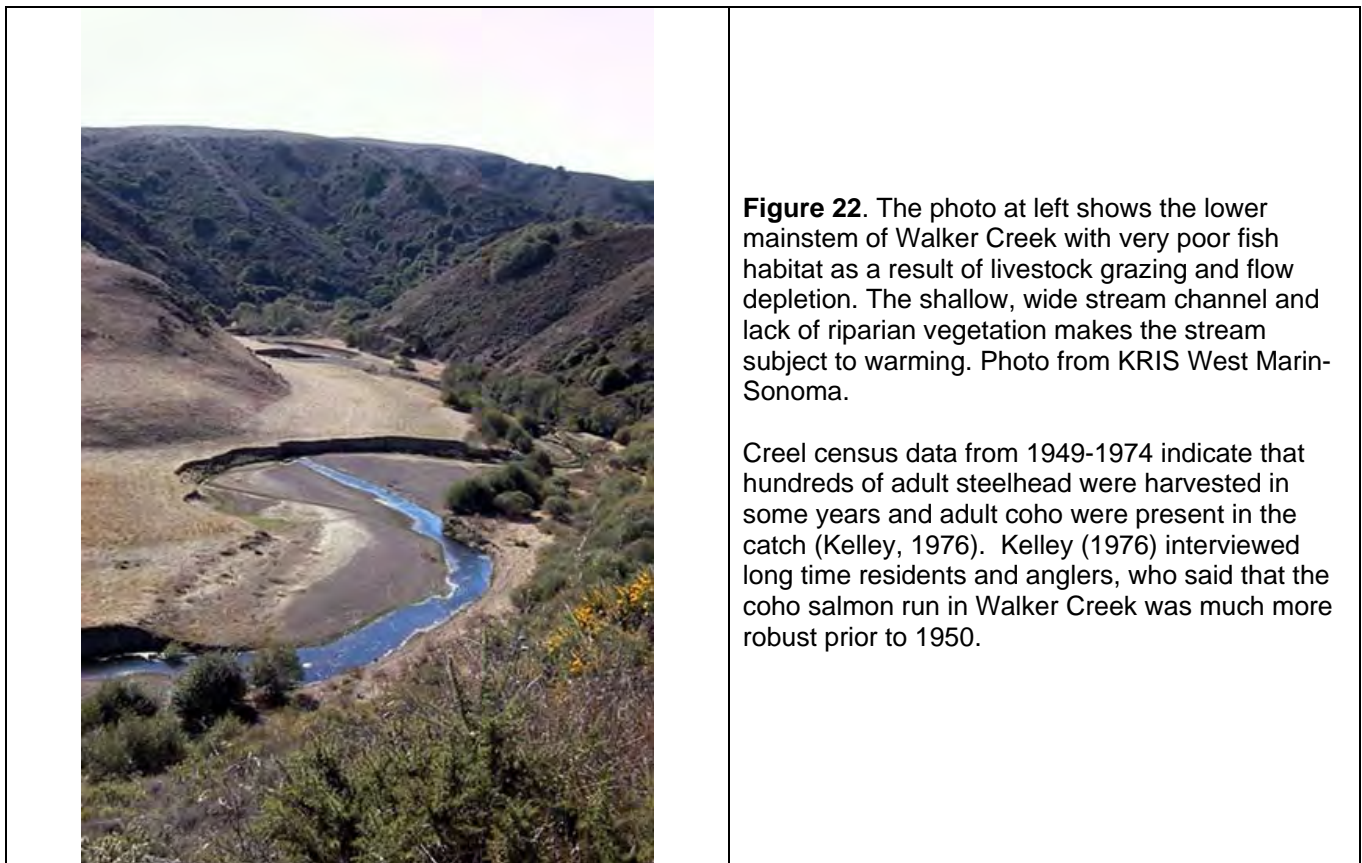 Figure 22. The photo at left shows the lower
mainstem of Walker Creek with very poor fish
habitat as a result of livestock grazing and flow
depletion. The shallow, wide stream channel and
lack of riparian vegetation makes the stream
subject to warming. Photo from KRIS West Marin-
Sonoma.
Creel census data from 1949-1974 indicate that
hundreds of adult steelhead were harvested in
some years and adult coho were present in the
catch (Kelley, 1976).  Kelley (1976) interviewed
long time residents and anglers, who said that the
coho salmon run in Walker Creek was much more
robust prior to 1950.